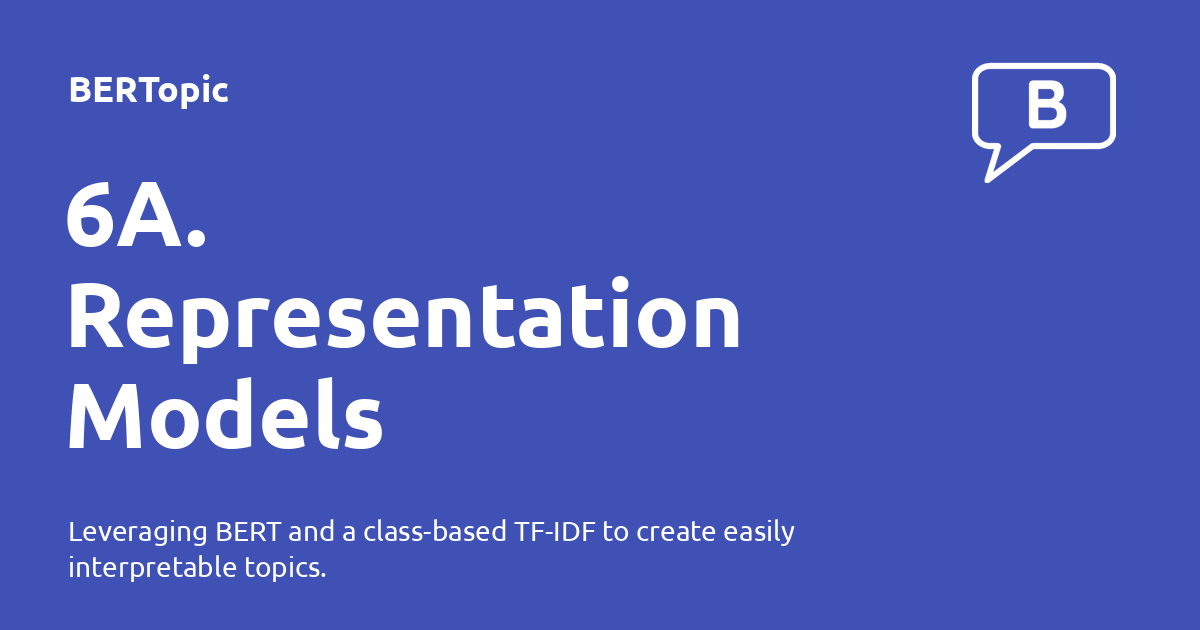 BERTopic
B
6A.
Representation
Models
Leveraging BERT and a class-based TF-IDF to create easily
interpretable topics.